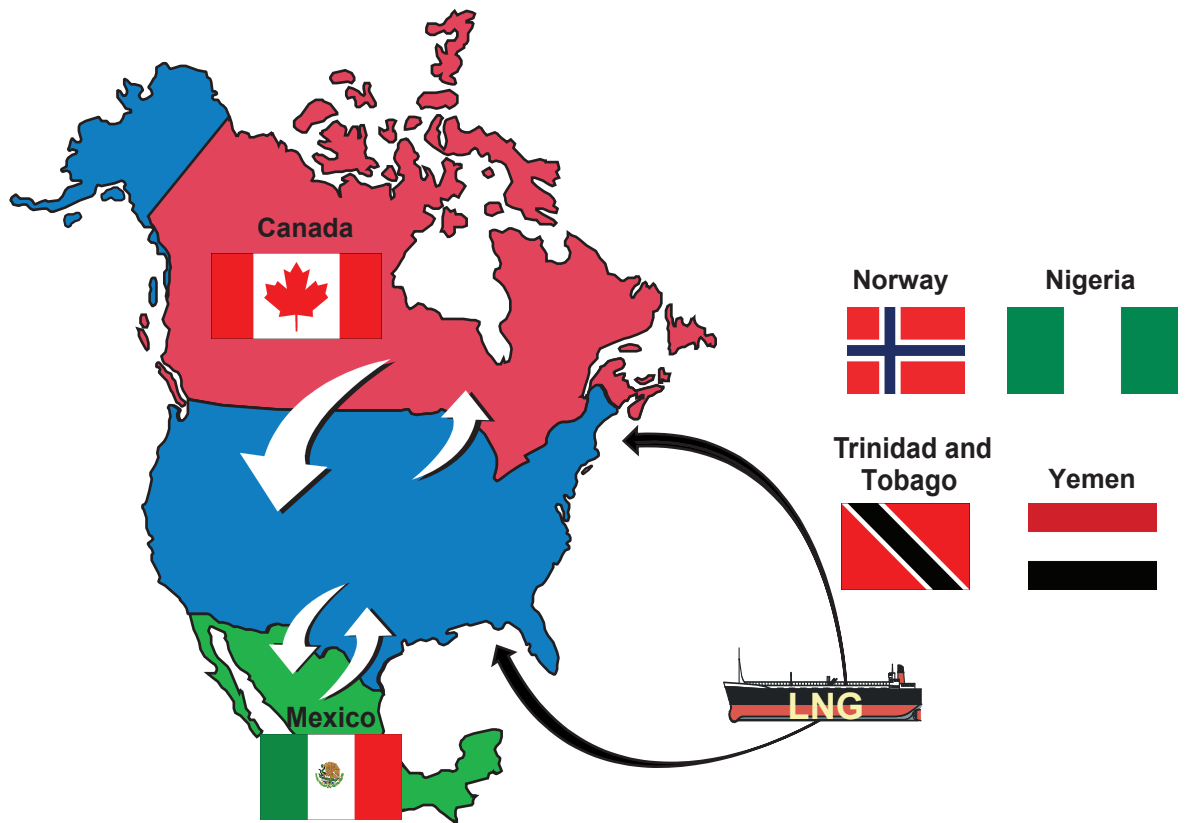 Canada
Norway
Nigeria
Trinidad and
Tobago
Yemen
LNG
Mexico